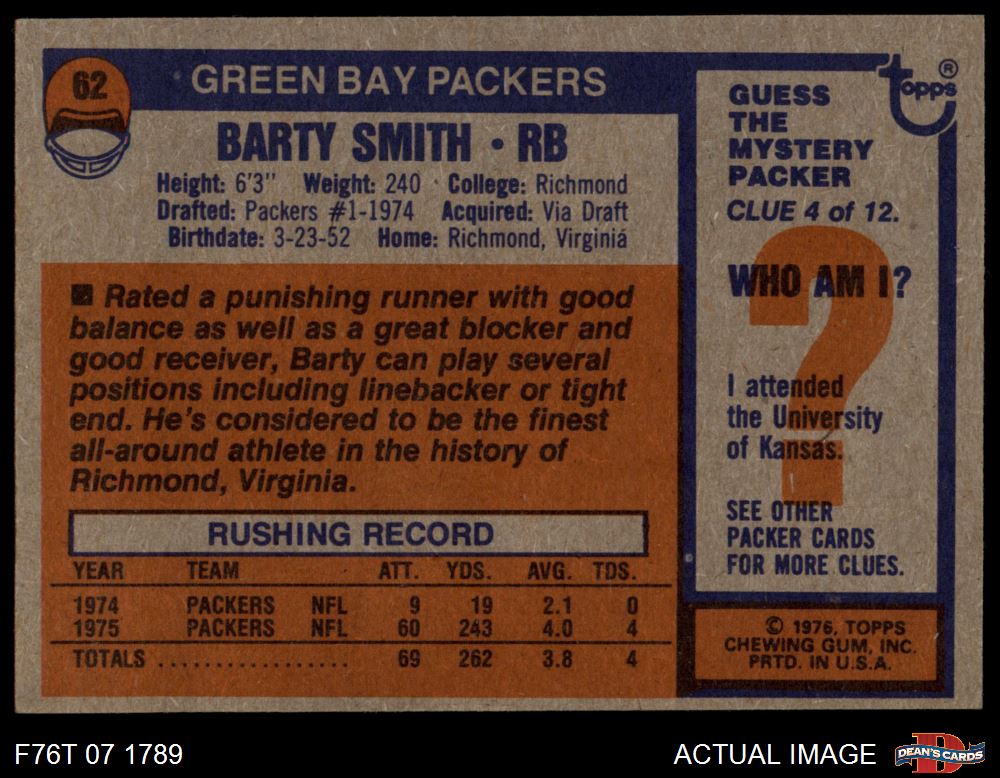 62
GREEN BAY PACKERS
BARTY SMITH • RB
Height: 6'3" Weight: 240 College: Richmond
Drafted: Packers #1-1974 Acquired: Via Draft
Birthdate: 3-23-52 Home: Richmond, Virginia
■ Rated a punishing runner with good
balance as well as a great blocker and
good receiver, Barty can play several
positions including linebacker or tight
end. He's considered to be the finest
all-around athlete in the history of
Richmond, Virginia.
RUSHING RECORD
YEAR TEAM ATT. YDS. AVG. TDS.
1974 PACKERS NFL 9 19 2.1 0
1975 PACKERS NFL 60 243 4.0 4
TOTALS .................. 69 262 3.8 4
Topps ®
GUESS
THE
MYSTERY
PACKER
CLUE 4 of 12.
?
WHO AM I?
I attended
the University
of Kansas.
SEE OTHER
PACKER CARDS
FOR MORE CLUES.
© 1976, TOPPS
CHEWING GUM, INC.
PRTD. IN U.S.A.
F76T 07 1789
ACTUAL IMAGE
DEAN'S CARDS